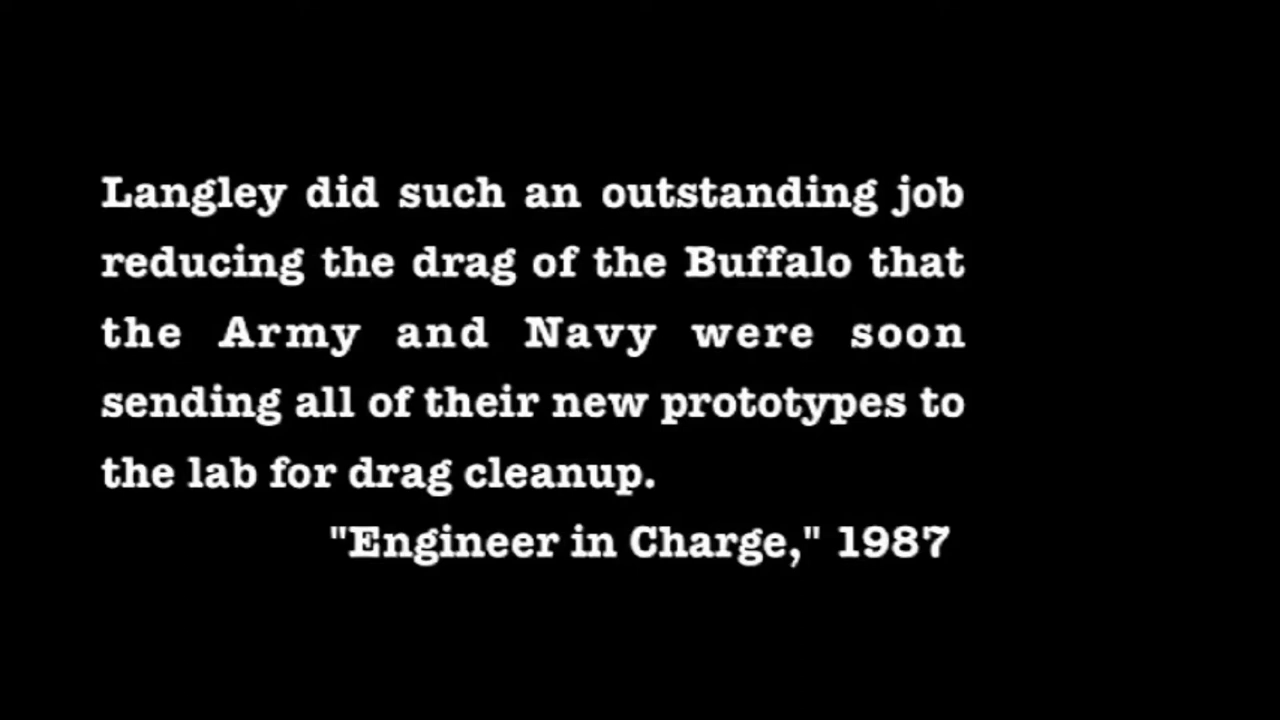 Langley did such an outstanding job
reducing the drag of the Buffalo that
the Army and Navy were soon
sending all of their new prototypes to
the lab for drag cleanup.
"Engineer in Charge," 1987